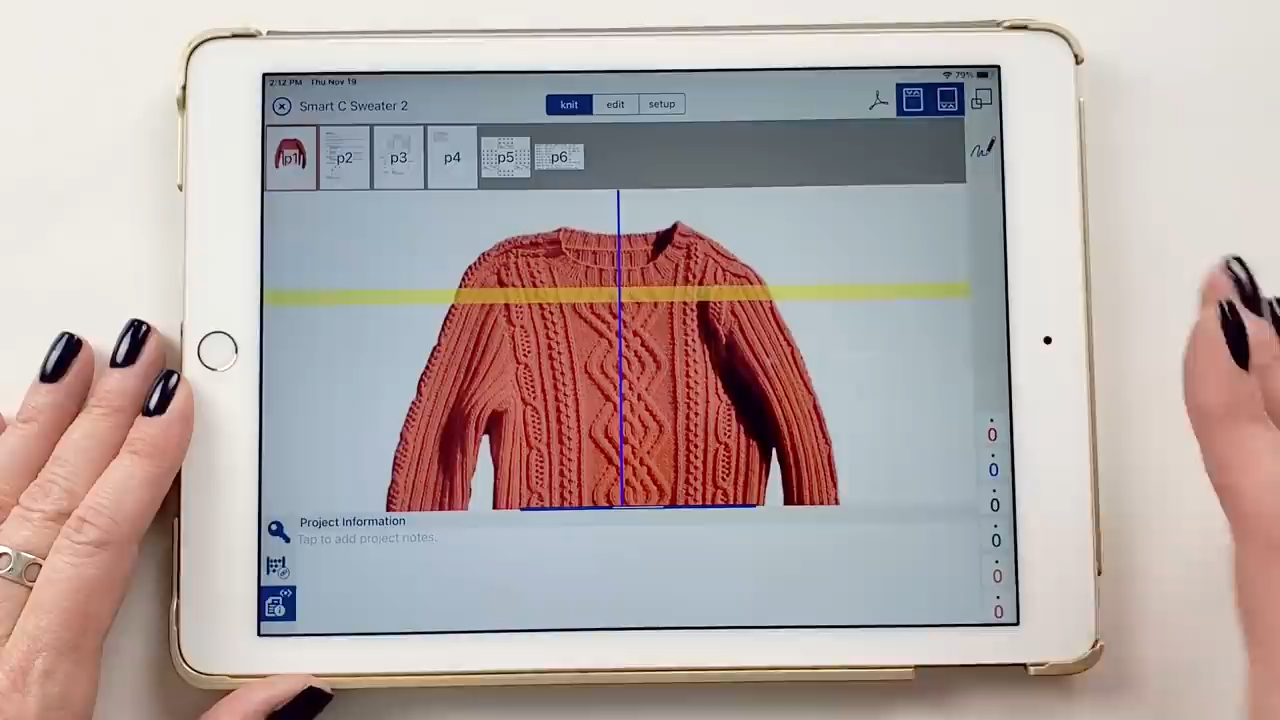 2:12 PM Thu Nov 19
79%
Smart C Sweater 2
knit
edit
setup
p1
p2
p3
p4
p5
p6
0
0
0
0
0
0
Project Information
Tap to add project notes.